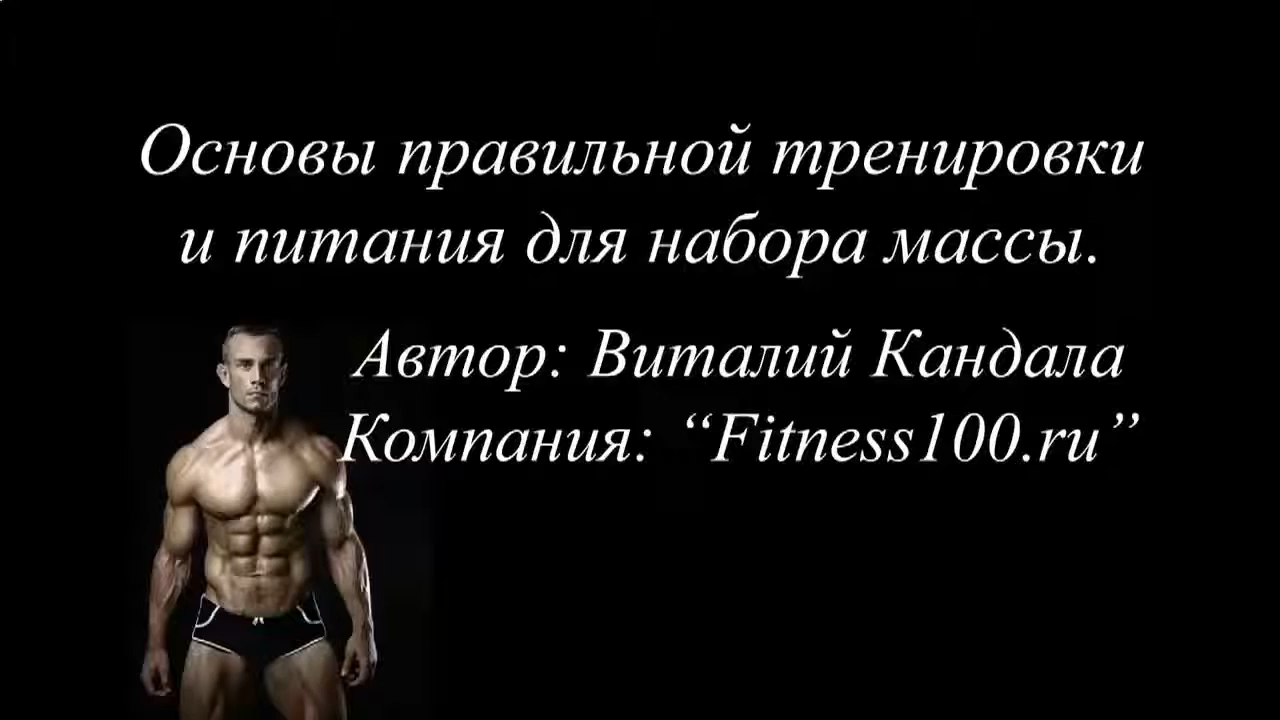 Основы правильной тренировки
и питания для набора массы.
Автор: Виталий Кандала
Компания: “Fitness100.ru”